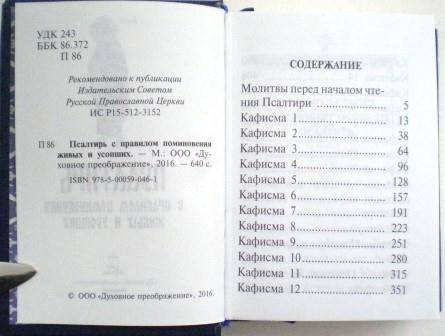 УДК 243
ББК 86.372
П 86
Рекомендовано к публикации
Издательским Советом
Русской Православной Церкви
ИС Р15-512-3152
П 86 Псалтирь с правилом поминовения
живых и усопших. — М.: ООО «Ду-
ховное преображение», 2016. — 640 с.
ISBN 978-5-00059-046-1
© ООО «Духовное преображение», 2016.
СОДЕРЖАНИЕ
Молитвы перед началом чте-
ния Псалтири 5
Кафисма 1 13
Кафисма 2 38
Кафисма 3 64
Кафисма 4 96
Кафисма 5 128
Кафисма 6 157
Кафисма 7 191
Кафисма 8 223
Кафисма 9 251
Кафисма 10 280
Кафисма 11 315
Кафисма 12 351